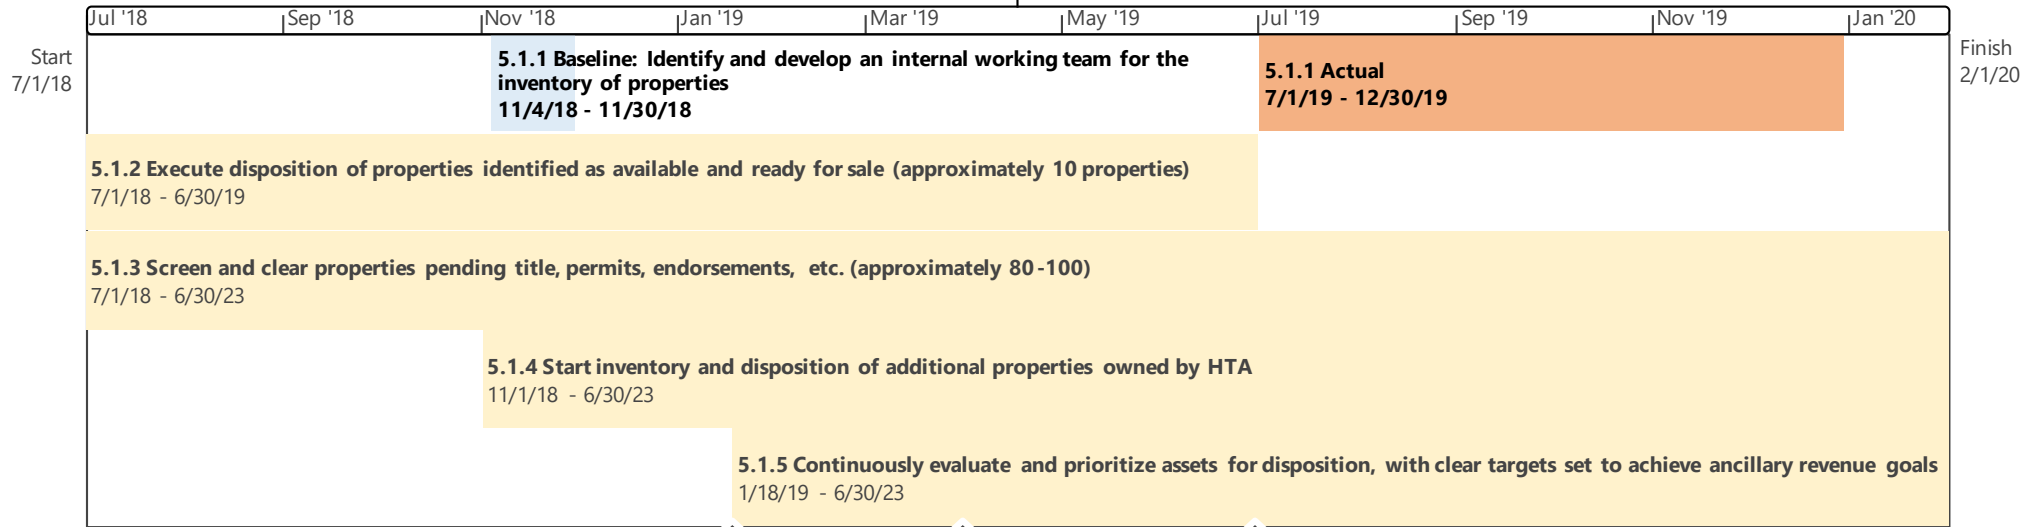 Jul '18 Sep '18 Nov '18 Jan '19 Mar '19 May '19 Jul '19 Sep '19 Nov '19 Jan '20
Start
7/1/18
Finish
2/1/20
5.1.1 Baseline: Identify and develop an internal working team for the
inventory of properties
11/4/18 - 11/30/18
5.1.1 Actual
7/1/19 - 12/30/19
5.1.2 Execute disposition of properties identified as available and ready for sale (approximately 10 properties)
7/1/18 - 6/30/19
5.1.3 Screen and clear properties pending title, permits, endorsements, etc. (approximately 80-100)
7/1/18 - 6/30/23
5.1.4 Start inventory and disposition of additional properties owned by HTA
11/1/18 - 6/30/23
5.1.5 Continuously evaluate and prioritize assets for disposition, with clear targets set to achieve ancillary revenue goals
1/18/19 - 6/30/23